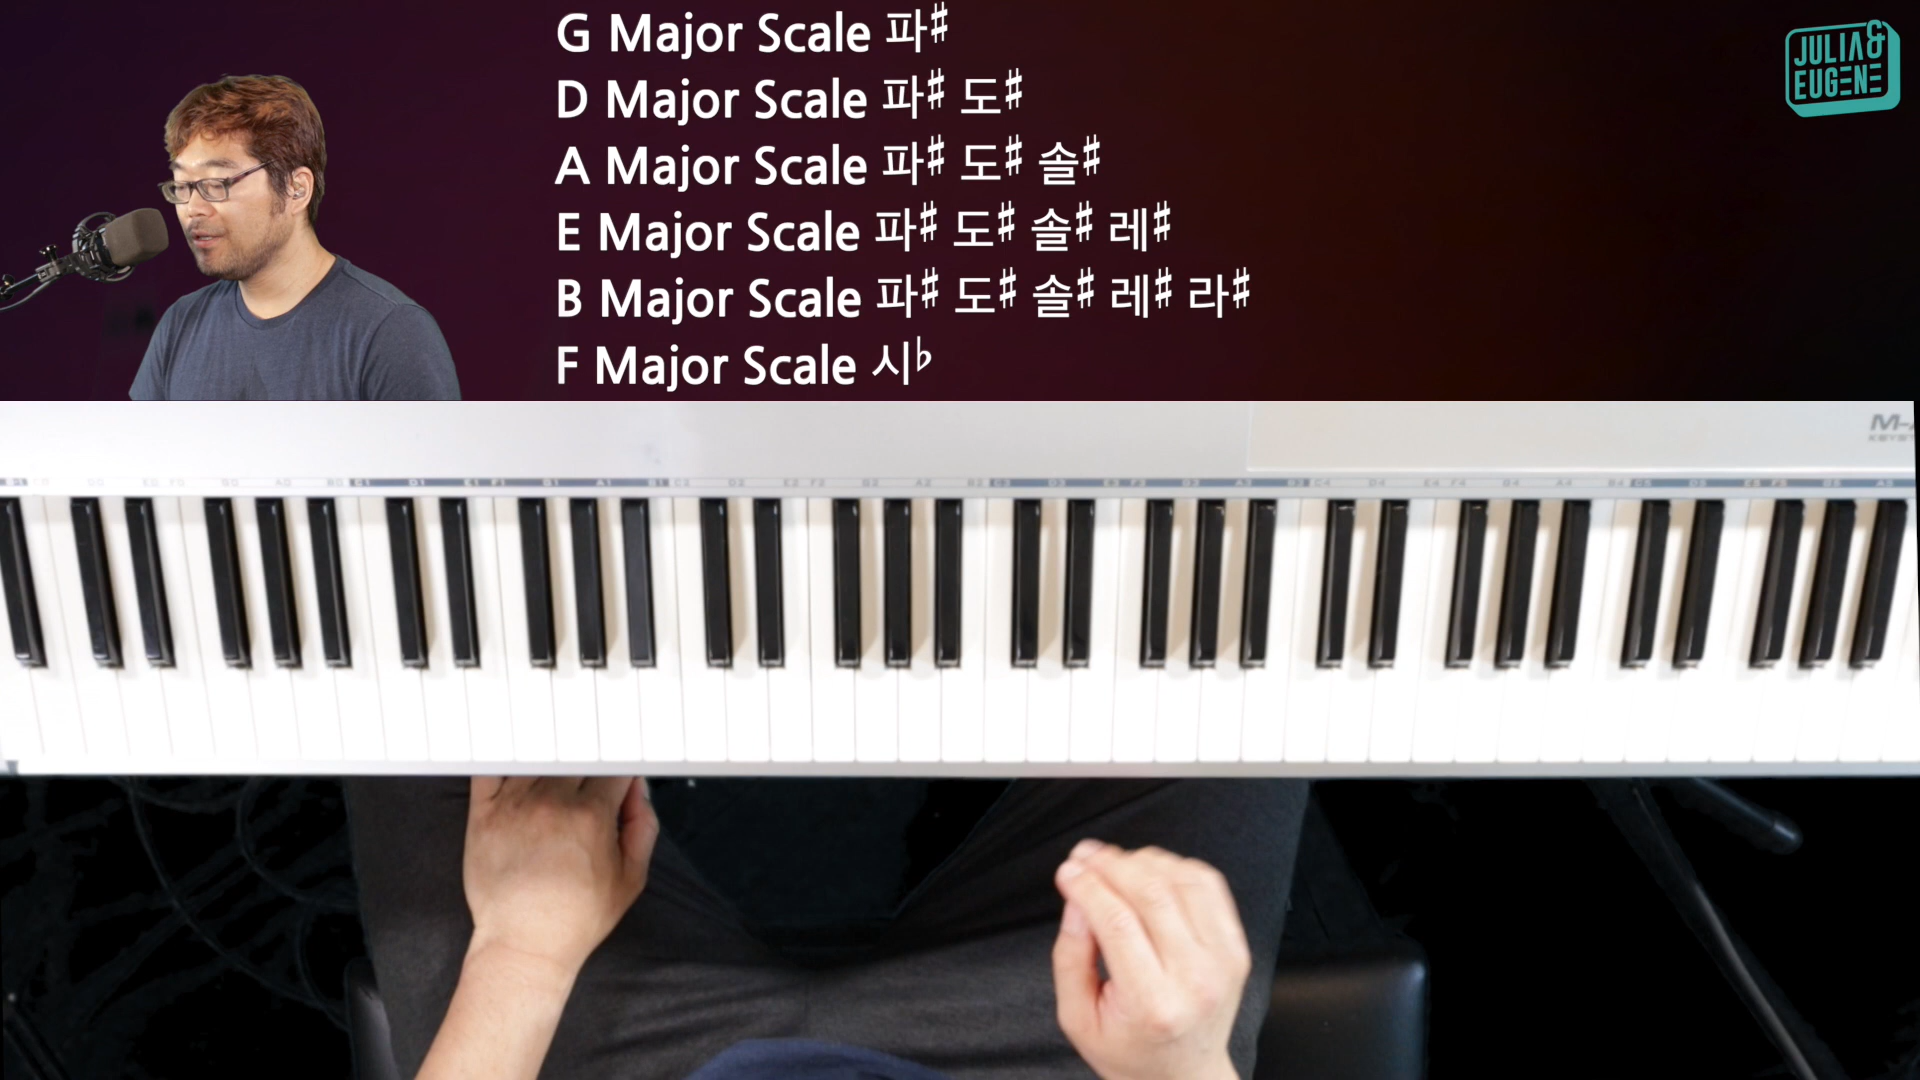 G Major Scale 파♯
D Major Scale 파♯ 도♯
A Major Scale 파♯ 도♯ 솔♯
E Major Scale 파♯ 도♯ 솔♯ 레♯
B Major Scale 파♯ 도♯ 솔♯ 레♯ 라♯
F Major Scale 시♭
JULIA&
EUGENE